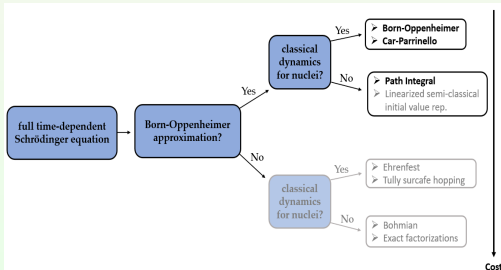 full time-dependent
Schrödinger equation
Born-Oppenheimer
approximation?
Yes
No
classical
dynamics
for nuclei?
Yes
➢ Born-Oppenheimer
➢ Car-Parrinello
No
➢ Path Integral
➢ Linearized semi-classical
initial value rep.
classical
dynamics
for nuclei?
Yes
➢ Ehrenfest
➢ Tully surcafe hopping
No
➢ Bohmian
➢ Exact factorizations
Cost